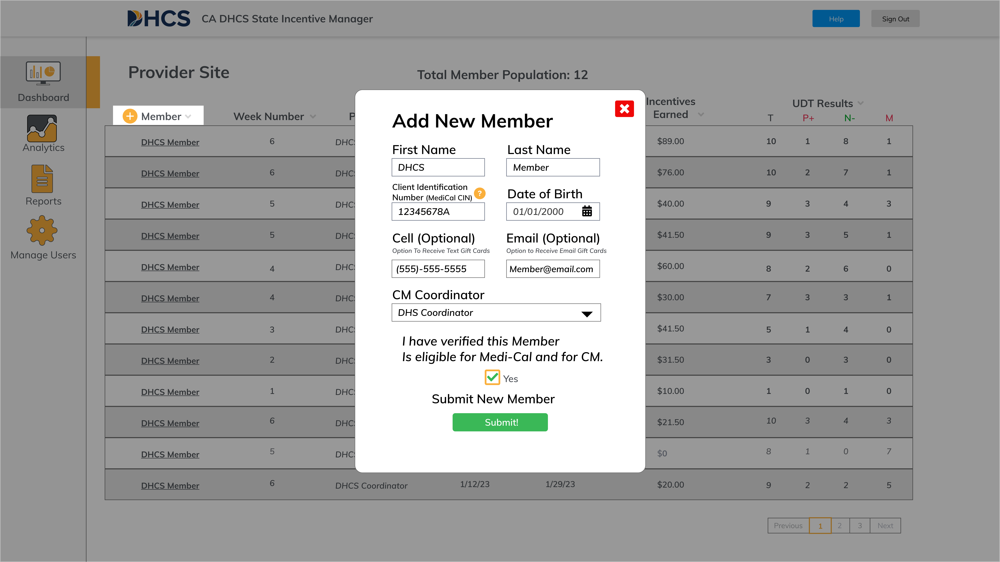 DHCS CA DHCS State Incentive Manager Help Sign Out
Dashboard
Analytics
Reports
Manage Users
Provider Site Total Member Population: 12
Member Week Number P Incentives Earned UDT Results
T P+ N- M
DHCS Member 6 DHCS $89.00 10 1 8 1
DHCS Member 6 DHCS $76.00 10 2 7 1
DHCS Member 5 DHCS $40.00 9 3 4 3
DHCS Member 5 DHCS $41.50 9 3 5 1
DHCS Member 4 DHCS $60.00 8 2 6 0
DHCS Member 4 DHCS $30.00 7 3 3 1
DHCS Member 3 DHCS $41.50 5 1 4 0
DHCS Member 2 DHCS $31.50 3 0 3 0
DHCS Member 1 DHCS $10.00 1 0 1 0
DHCS Member 6 DHCS $21.50 10 3 4 3
DHCS Member 5 DHCS $0 8 1 0 7
DHCS Member 6 DHCS Coordinator 1/12/23 1/29/23 $20.00 9 2 2 5
Previous 1 2 3 Next
Add New Member
First Name Last Name
DHCS Member
Client Identification
Number (MediCal CIN) ? Date of Birth
12345678A 01/01/2000
Cell (Optional) Email (Optional)
Option To Receive Text Gift Cards Option to Receive Email Gift Cards
(555)-555-5555 Member@email.com
CM Coordinator
DHS Coordinator
I have verified this Member
Is eligible for Medi-Cal and for CM.
Yes
Submit New Member
Submit!